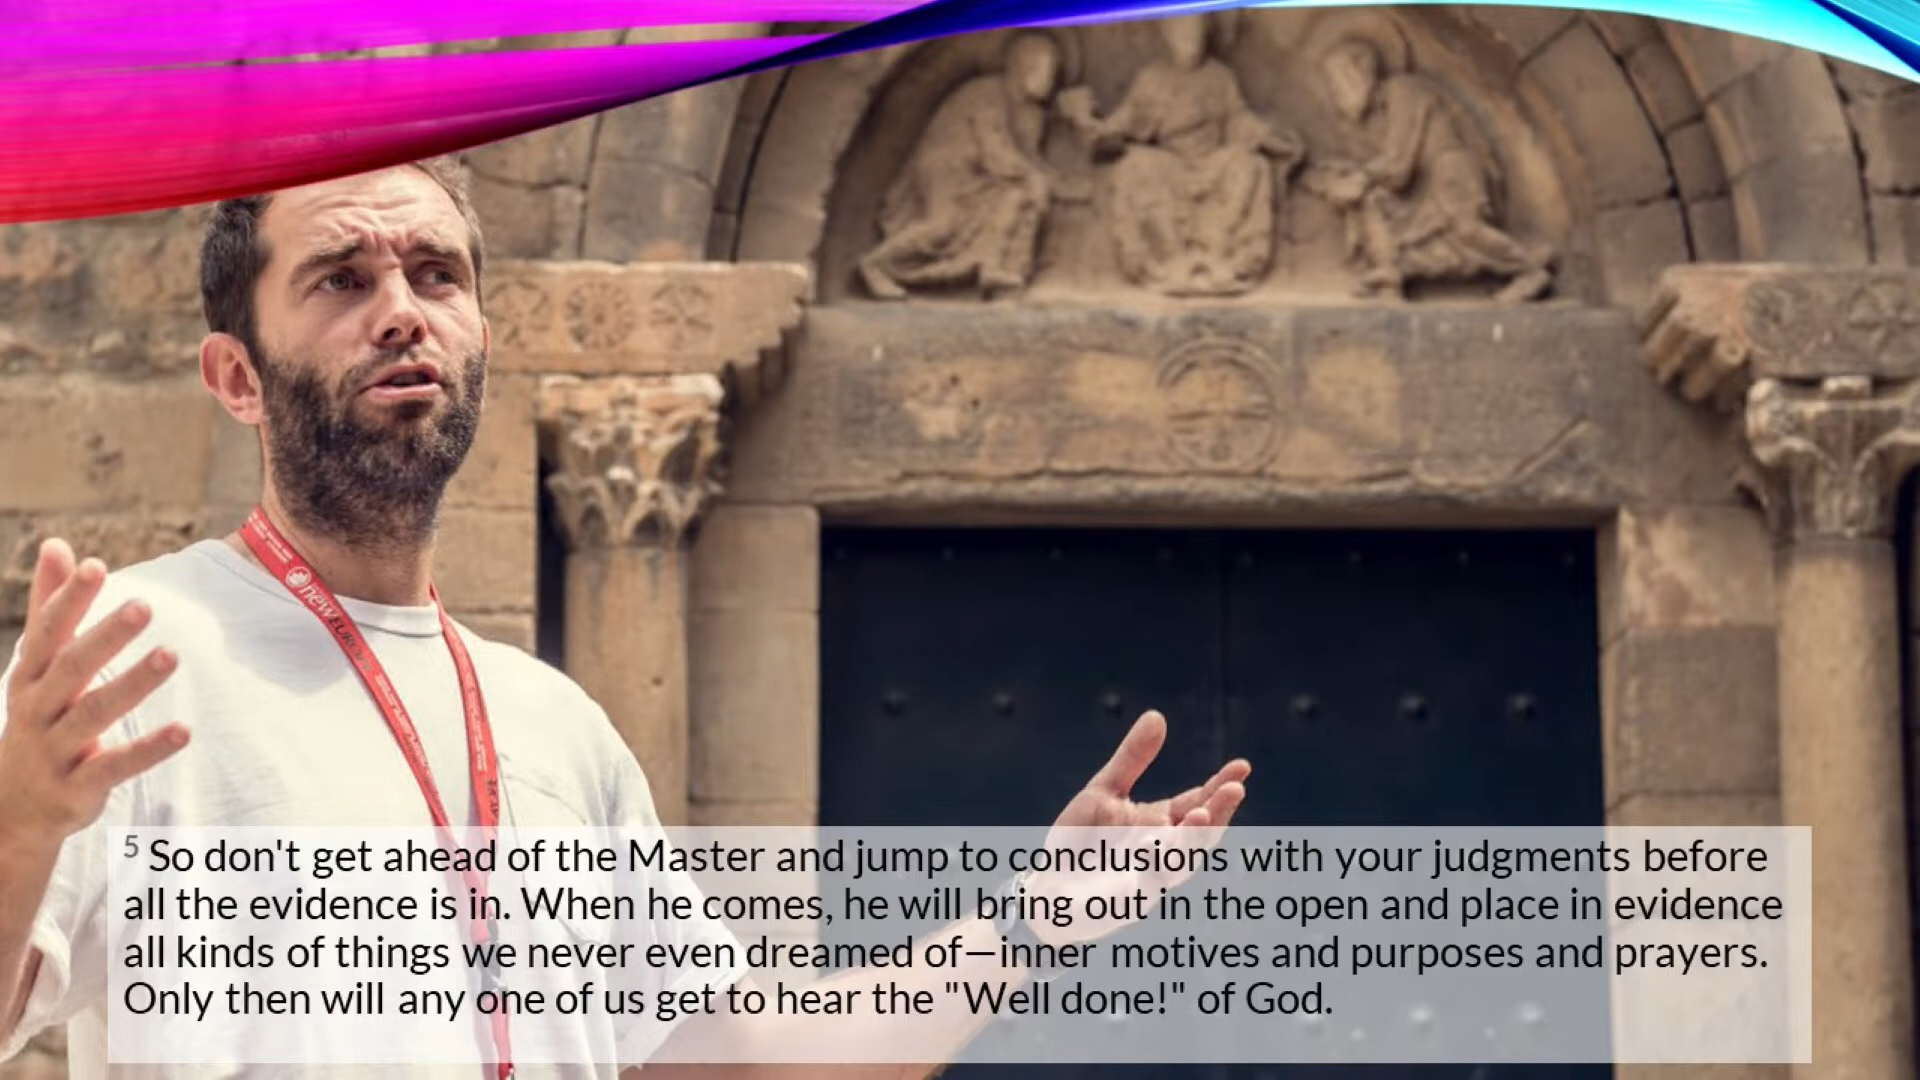 newEUROPE
5 So don't get ahead of the Master and jump to conclusions with your judgments before
all the evidence is in. When he comes, he will bring out in the open and place in evidence
all kinds of things we never even dreamed of—inner motives and purposes and prayers.
Only then will any one of us get to hear the "Well done!" of God.